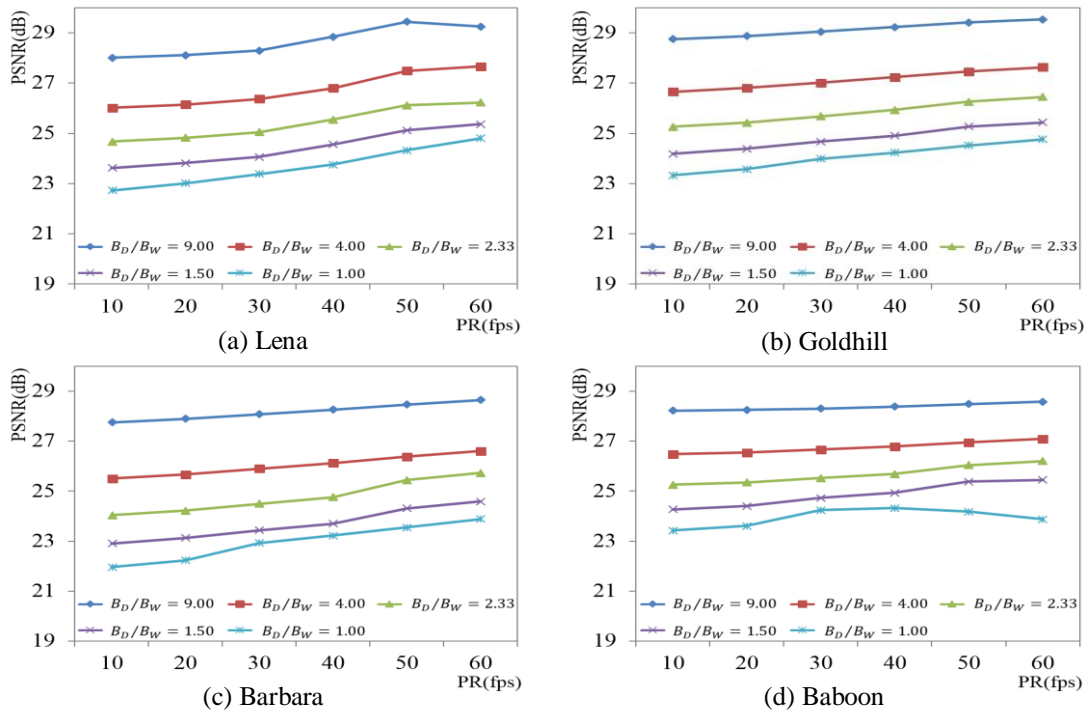 PSNR(dB)
29
27
25
23
21
19
B_D/B_W = 9.00 B_D/B_W = 4.00 B_D/B_W = 2.33
B_D/B_W = 1.50 B_D/B_W = 1.00
10 20 30 40 50 60
PR(fps)
(a) Lena
PSNR(dB)
29
27
25
23
21
19
B_D/B_W = 9.00 B_D/B_W = 4.00 B_D/B_W = 2.33
B_D/B_W = 1.50 B_D/B_W = 1.00
10 20 30 40 50 60
PR(fps)
(b) Goldhill
PSNR(dB)
29
27
25
23
21
19
B_D/B_W = 9.00 B_D/B_W = 4.00 B_D/B_W = 2.33
B_D/B_W = 1.50 B_D/B_W = 1.00
10 20 30 40 50 60
PR(fps)
(c) Barbara
PSNR(dB)
29
27
25
23
21
19
B_D/B_W = 9.00 B_D/B_W = 4.00 B_D/B_W = 2.33
B_D/B_W = 1.50 B_D/B_W = 1.00
10 20 30 40 50 60
PR(fps)
(d) Baboon